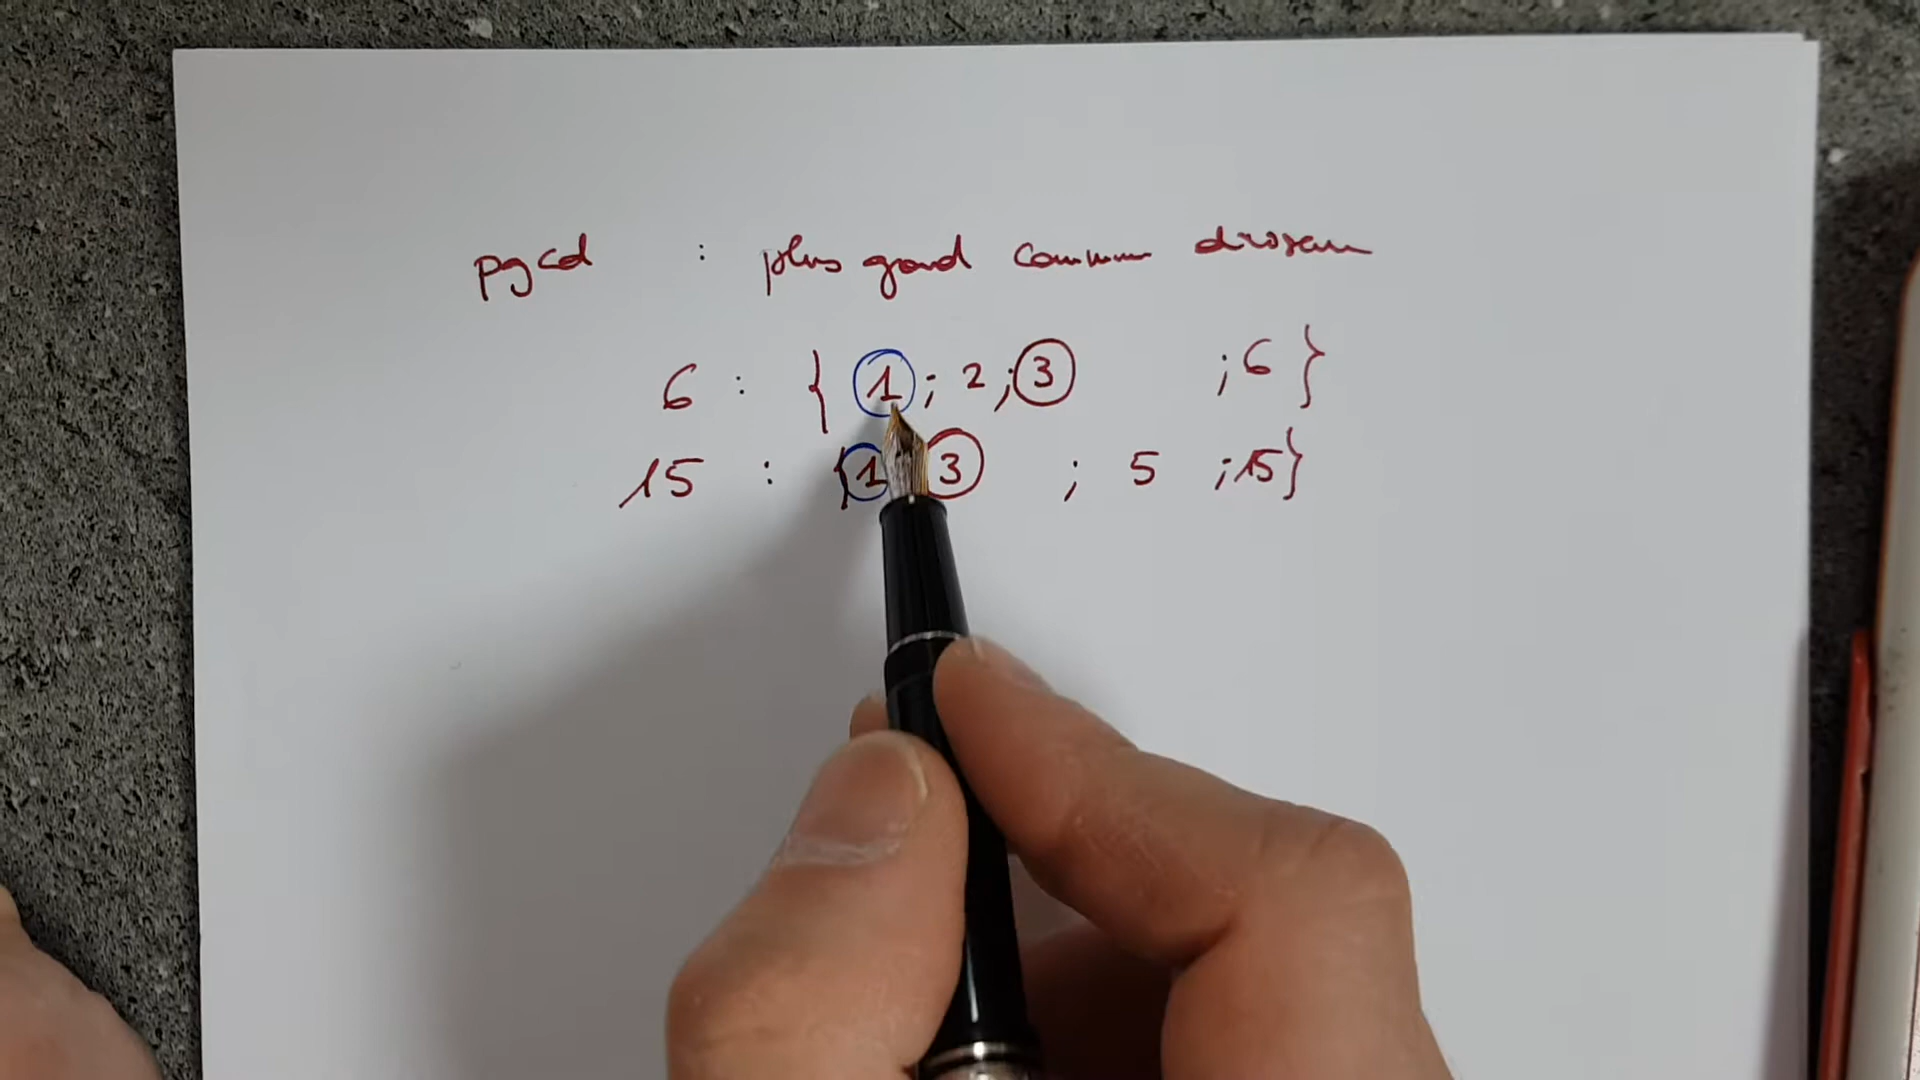 pgcd : plus grand commun diviseur
6 : { 1 ; 2 ; 3 ; 6 }
15 : { 1 3 ; 5 ; 15 }